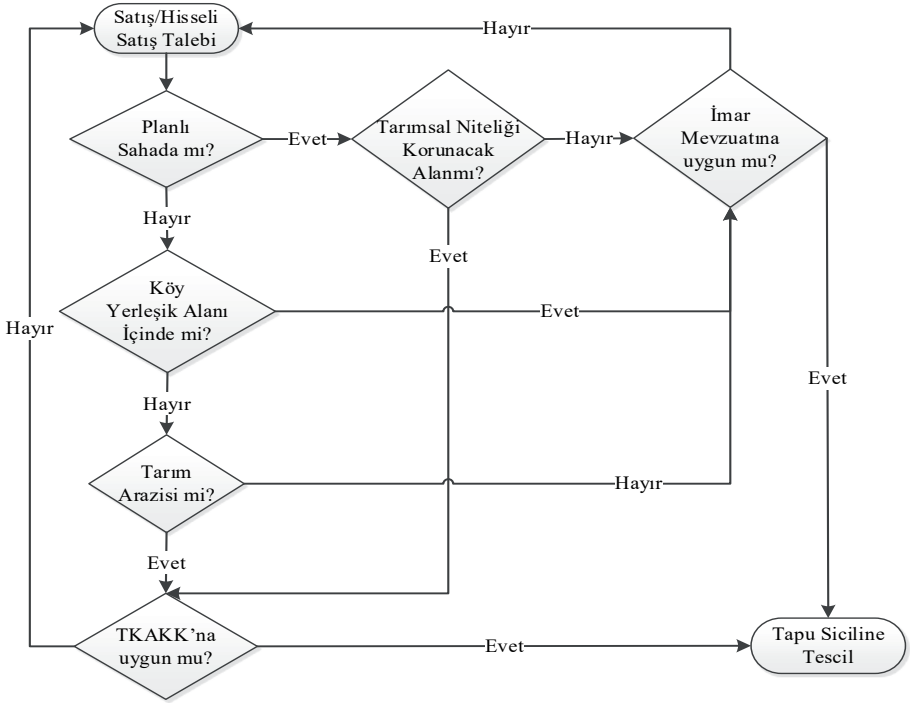 Satış/Hisseli
Satış Talebi
Hayır
Planlı
Sahada mı?
Evet
Tarımsal Niteliği
Korunacak
Alanmı?
Hayır
İmar
Mevzuatına
uygun mu?
Hayır
Evet
Köy
Yerleşik Alanı
İçinde mi?
Evet
Hayır
Evet
Hayır
Tarım
Arazisi mi?
Hayır
Evet
TKAKK’na
uygun mu?
Evet
Tapu Siciline
Tescil